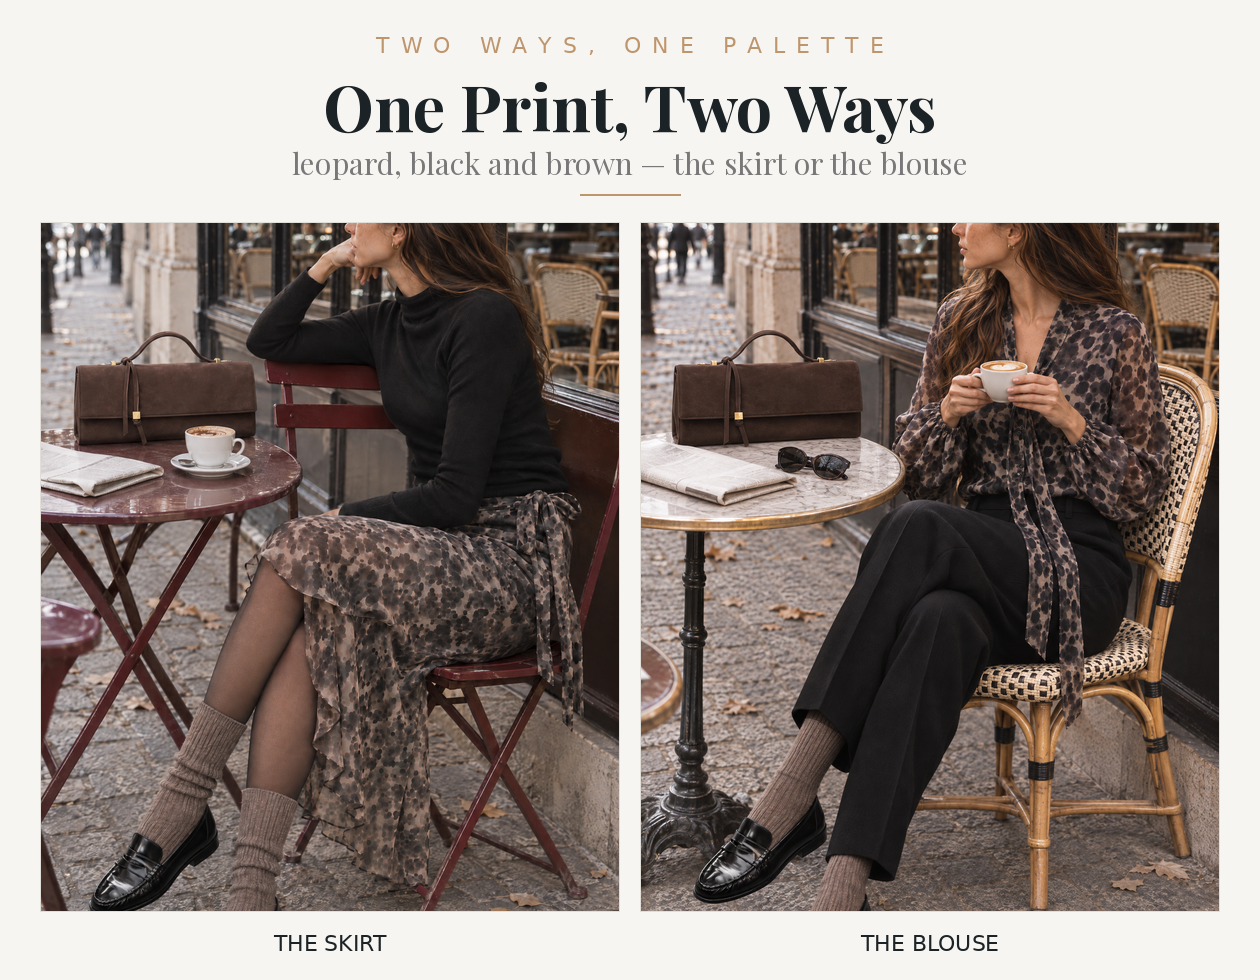 TWO WAYS, ONE PALETTE
One Print, Two Ways
leopard, black and brown — the skirt or the blouse
THE SKIRT
THE BLOUSE